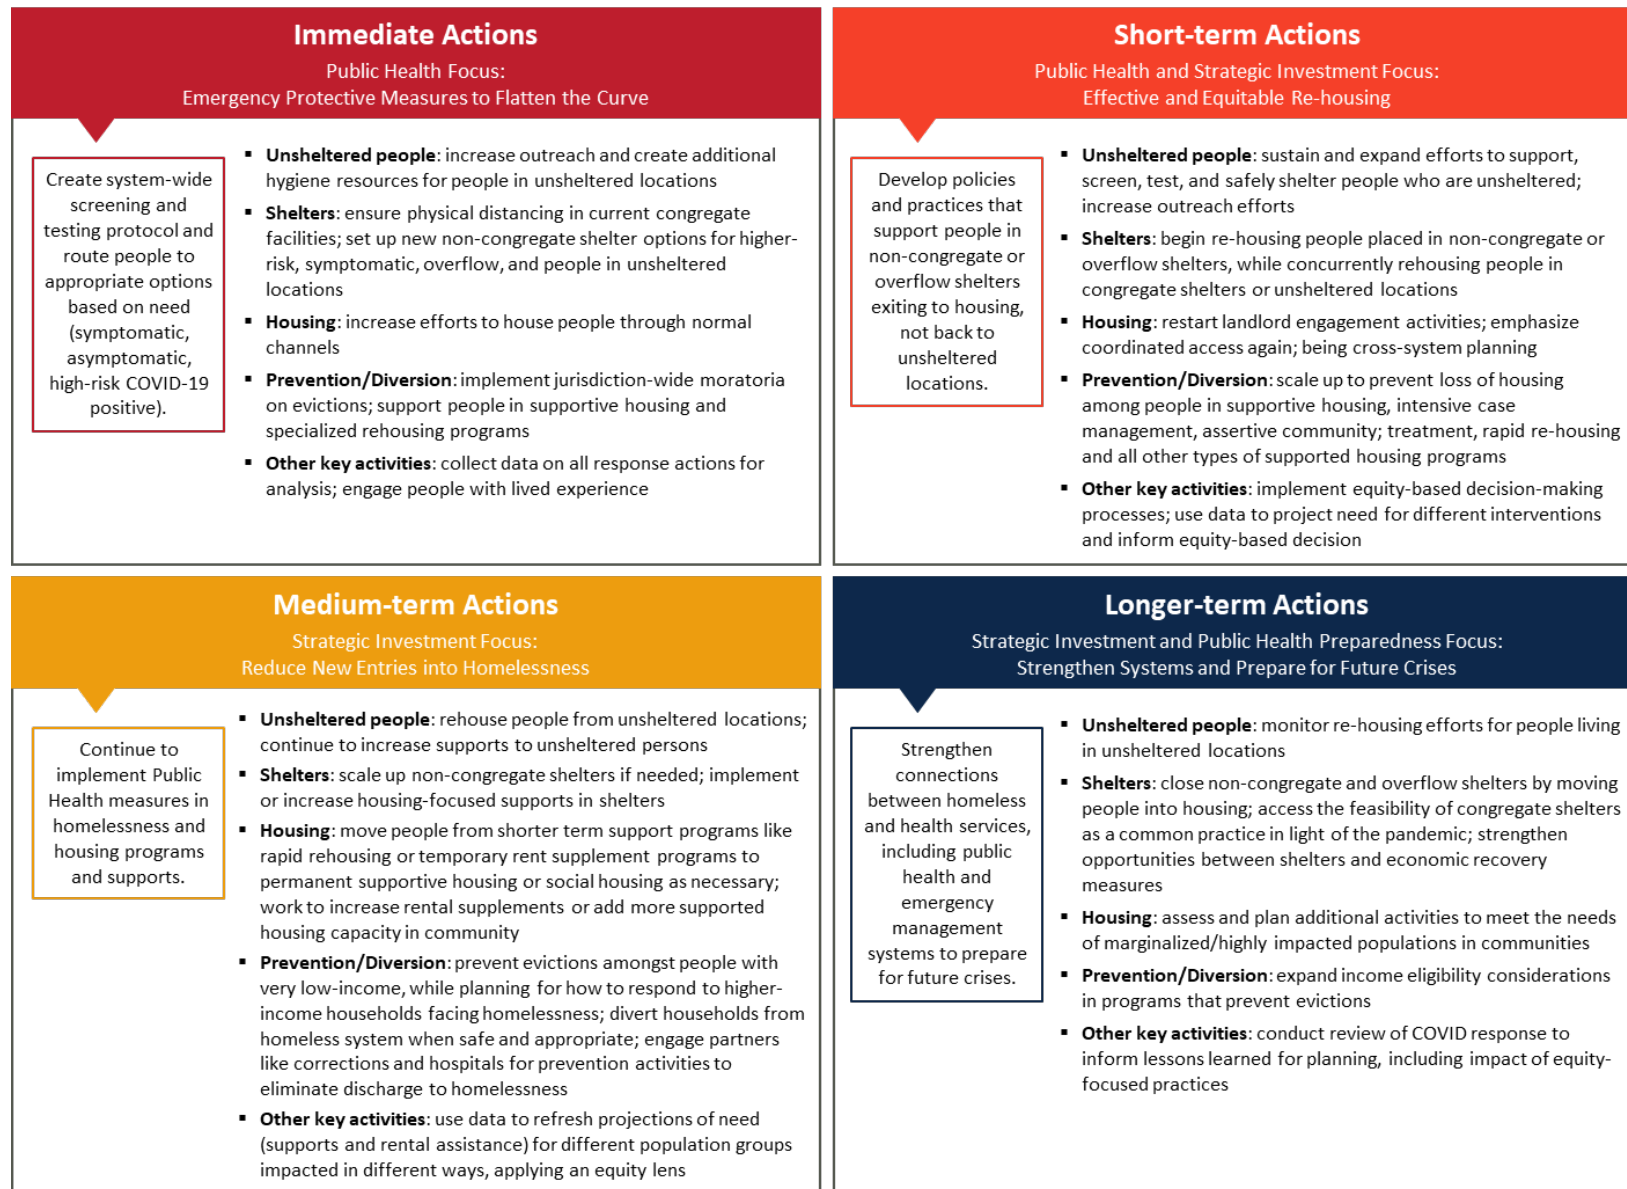 Immediate Actions
Public Health Focus:
Emergency Protective Measures to Flatten the Curve
Create system-wide
screening and
testing protocol and
route people to
appropriate options
based on need
(symptomatic,
asymptomatic,
high-risk COVID-19
positive).
▪ Unsheltered people: increase outreach and create additional
hygiene resources for people in unsheltered locations
▪ Shelters: ensure physical distancing in current congregate
facilities; set up new non-congregate shelter options for higher-
risk, symptomatic, overflow, and people in unsheltered
locations
▪ Housing: increase efforts to house people through normal
channels
▪ Prevention/Diversion: implement jurisdiction-wide moratoria
on evictions; support people in supportive housing and
specialized rehousing programs
▪ Other key activities: collect data on all response actions for
analysis; engage people with lived experience
Short-term Actions
Public Health and Strategic Investment Focus:
Effective and Equitable Re-housing
Develop policies
and practices that
support people in
non-congregate or
overflow shelters
exiting to housing,
not back to
unsheltered
locations.
▪ Unsheltered people: sustain and expand efforts to support,
screen, test, and safely shelter people who are unsheltered;
increase outreach efforts
▪ Shelters: begin re-housing people placed in non-congregate or
overflow shelters, while concurrently rehousing people in
congregate shelters or unsheltered locations
▪ Housing: restart landlord engagement activities; emphasize
coordinated access again; being cross-system planning
▪ Prevention/Diversion: scale up to prevent loss of housing
among people in supportive housing, intensive case
management, assertive community; treatment, rapid re-housing
and all other types of supported housing programs
▪ Other key activities: implement equity-based decision-making
processes; use data to project need for different interventions
and inform equity-based decision
Medium-term Actions
Strategic Investment Focus:
Reduce New Entries into Homelessness
Continue to
implement Public
Health measures in
homelessness and
housing programs
and supports.
▪ Unsheltered people: rehouse people from unsheltered locations;
continue to increase supports to unsheltered persons
▪ Shelters: scale up non-congregate shelters if needed; implement
or increase housing-focused supports in shelters
▪ Housing: move people from shorter term support programs like
rapid rehousing or temporary rent supplement programs to
permanent supportive housing or social housing as necessary;
work to increase rental supplements or add more supported
housing capacity in community
▪ Prevention/Diversion: prevent evictions amongst people with
very low-income, while planning for how to respond to higher-
income households facing homelessness; divert households from
homeless system when safe and appropriate; engage partners
like corrections and hospitals for prevention activities to
eliminate discharge to homelessness
▪ Other key activities: use data to refresh projections of need
(supports and rental assistance) for different population groups
impacted in different ways, applying an equity lens
Longer-term Actions
Strategic Investment and Public Health Preparedness Focus:
Strengthen Systems and Prepare for Future Crises
Strengthen
connections
between homeless
and health services,
including public
health and
emergency
management
systems to prepare
for future crises.
▪ Unsheltered people: monitor re-housing efforts for people living
in unsheltered locations
▪ Shelters: close non-congregate and overflow shelters by moving
people into housing; access the feasibility of congregate shelters
as a common practice in light of the pandemic; strengthen
opportunities between shelters and economic recovery
measures
▪ Housing: assess and plan additional activities to meet the needs
of marginalized/highly impacted populations in communities
▪ Prevention/Diversion: expand income eligibility considerations
in programs that prevent evictions
▪ Other key activities: conduct review of COVID response to
inform lessons learned for planning, including impact of equity-
focused practices